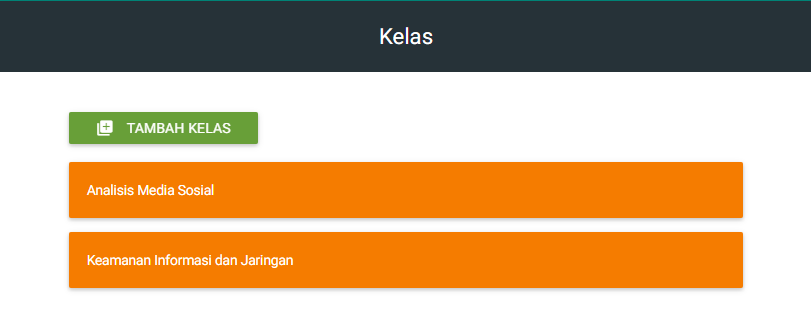 Kelas
TAMBAH KELAS
Analisis Media Sosial
Keamanan Informasi dan Jaringan